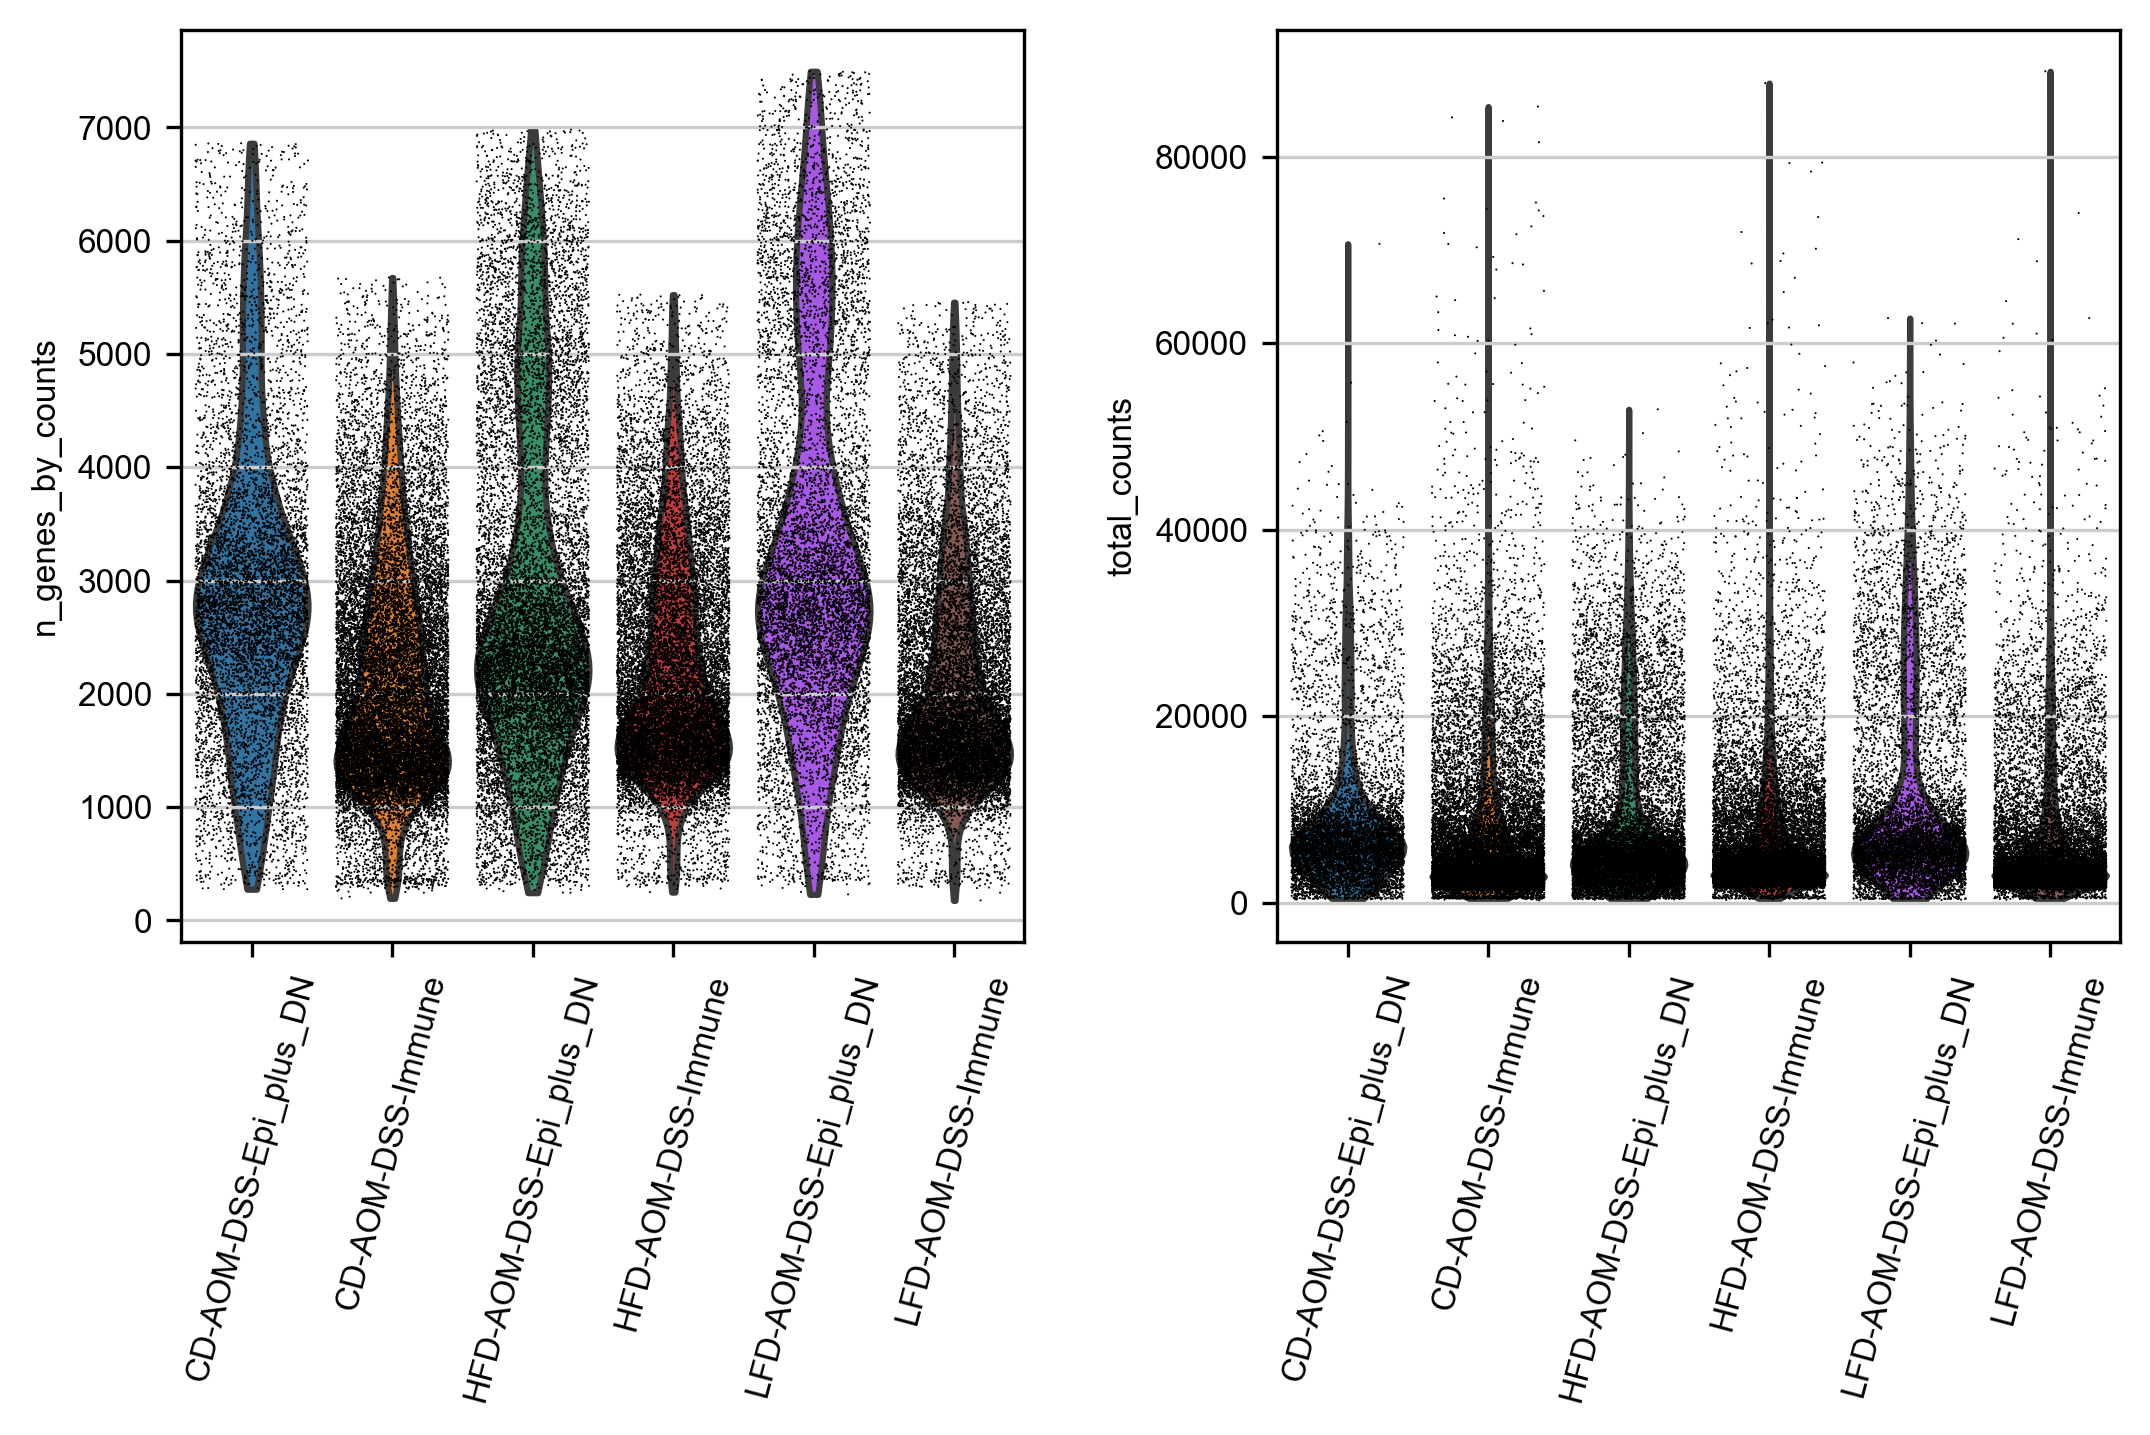 n_genes_by_counts
7000
6000
5000
4000
3000
2000
1000
0
CD-AOM-DSS-Epi_plus_DN
CD-AOM-DSS-Immune
HFD-AOM-DSS-Epi_plus_DN
HFD-AOM-DSS-Immune
LFD-AOM-DSS-Epi_plus_DN
LFD-AOM-DSS-Immune
total_counts
80000
60000
40000
20000
0
CD-AOM-DSS-Epi_plus_DN
CD-AOM-DSS-Immune
HFD-AOM-DSS-Epi_plus_DN
HFD-AOM-DSS-Immune
LFD-AOM-DSS-Epi_plus_DN
LFD-AOM-DSS-Immune